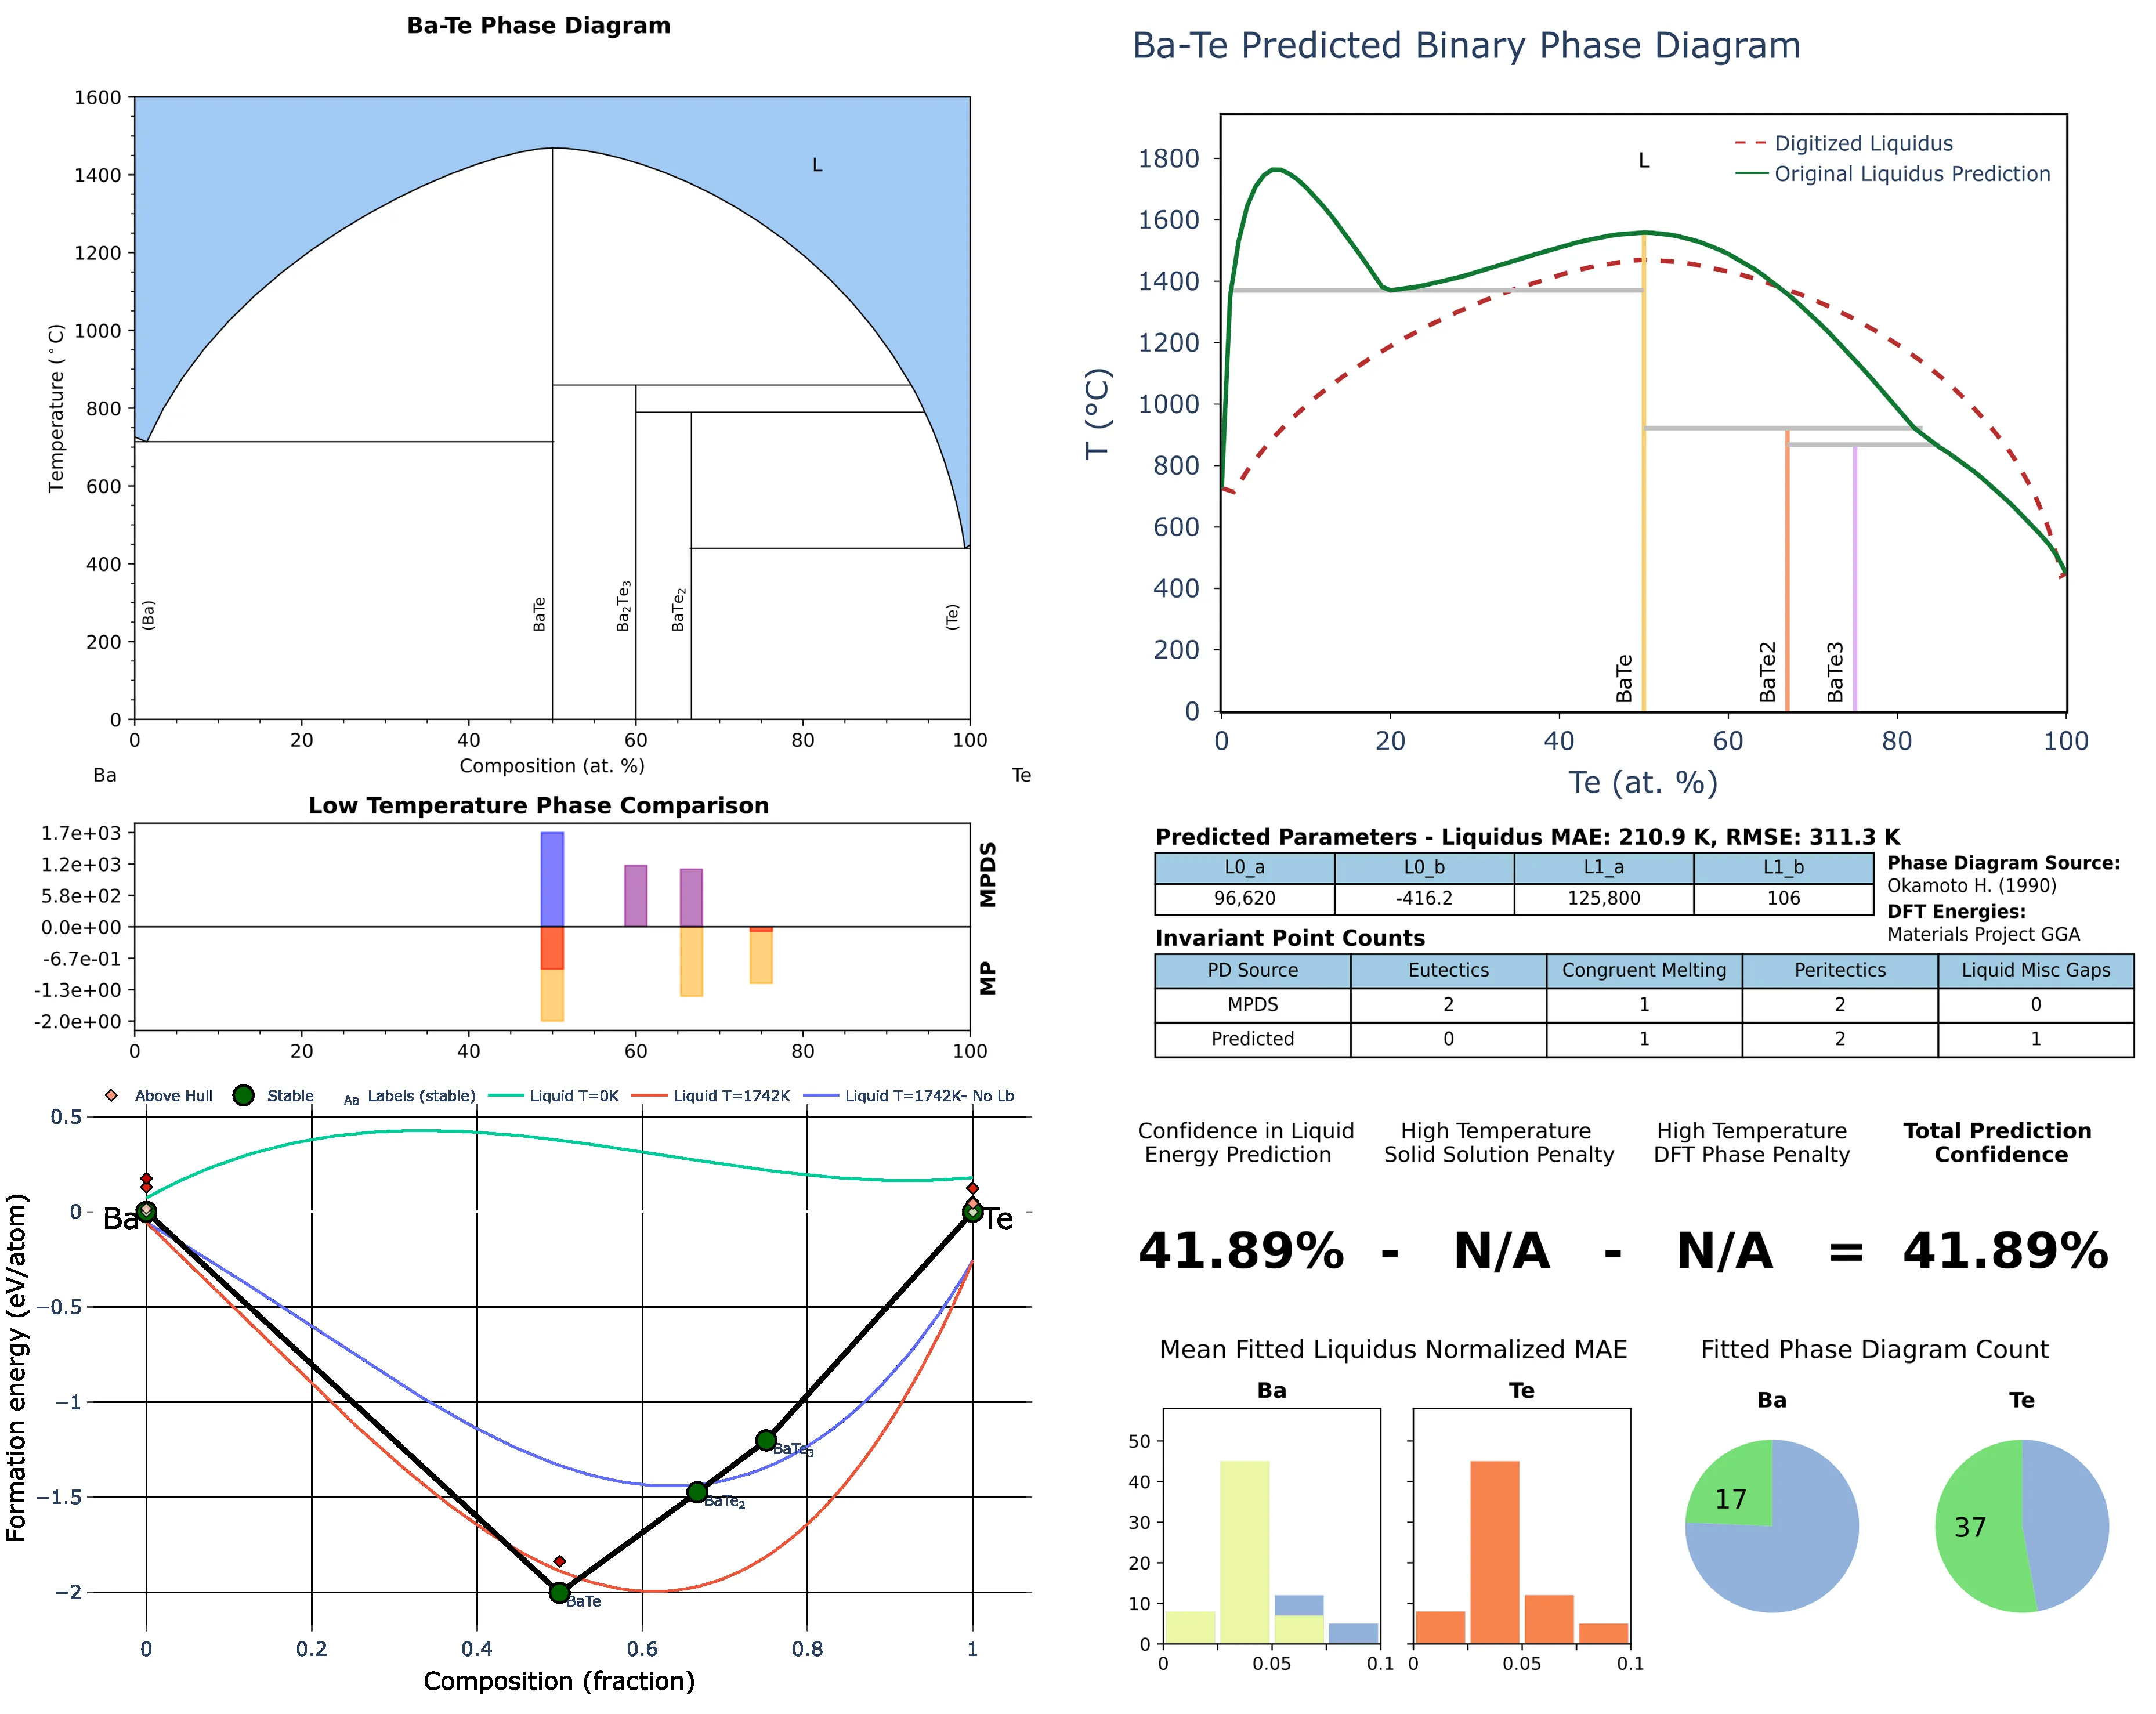 Ba-Te Phase Diagram
1600
1400
1200
1000
800
600
400
200
0
Temperature (°C)
L
(Ba)
BaTe
Ba₂Te₃
BaTe₂
(Te)
0 20 40 60 80 100
Composition (at. %)
Ba Te
Low Temperature Phase Comparison
1.7e+03
1.2e+03
5.8e+02
0.0e+00
-6.7e-01
-1.3e+00
-2.0e+00
MPDS
MP
0 20 40 60 80 100
Above Hull Stable Aa Labels (stable) Liquid T=0K Liquid T=1742K Liquid T=1742K- No Lb
0.5
0
−0.5
−1
−1.5
−2
Formation energy (eV/atom)
Ba
Te
BaTe₃
BaTe₂
BaTe
0 0.2 0.4 0.6 0.8 1
Composition (fraction)
Ba-Te Predicted Binary Phase Diagram
1800
1600
1400
1200
1000
800
600
400
200
0
T (°C)
L
Digitized Liquidus
Original Liquidus Prediction
BaTe
BaTe2
BaTe3
0 20 40 60 80 100
Te (at. %)
Predicted Parameters - Liquidus MAE: 210.9 K, RMSE: 311.3 K
L0_a L0_b L1_a L1_b
96,620 -416.2 125,800 106
Phase Diagram Source:
Okamoto H. (1990)
DFT Energies:
Materials Project GGA
Invariant Point Counts
PD Source Eutectics Congruent Melting Peritectics Liquid Misc Gaps
MPDS 2 1 2 0
Predicted 0 1 2 1
Confidence in Liquid
Energy Prediction
High Temperature
Solid Solution Penalty
High Temperature
DFT Phase Penalty
Total Prediction
Confidence
41.89% - N/A - N/A = 41.89%
Mean Fitted Liquidus Normalized MAE
Ba
Te
50
40
30
20
10
0
0 0.05 0.1
0 0.05 0.1
Fitted Phase Diagram Count
Ba
Te
17
37